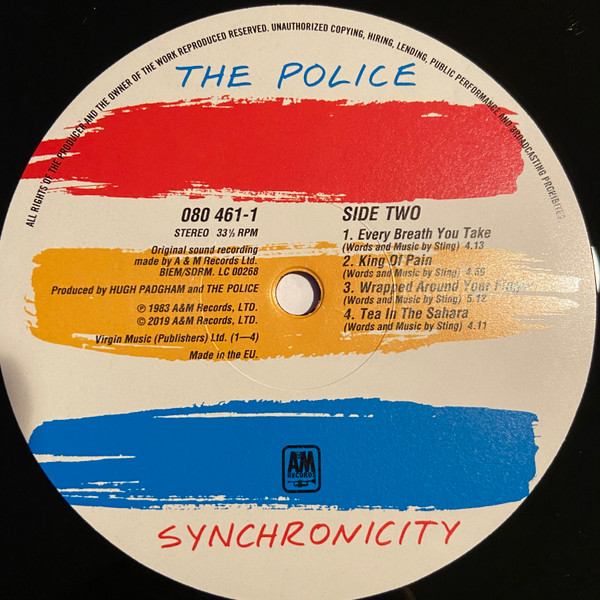 ALL RIGHTS OF THE PRODUCER AND THE OWNER OF THE WORK REPRODUCED RESERVED. UNAUTHORIZED COPYING, HIRING, LENDING, PUBLIC PERFORMANCE AND BROADCASTING PROHIBITED
THE POLICE
080 461-1
STEREO 33⅓ RPM
Original sound recording
made by A & M Records Ltd.
BIEM/SDRM. LC 00268
Produced by HUGH PADGHAM and THE POLICE
℗ 1983 A&M Records, LTD.
© 2019 A&M Records, LTD.
Virgin Music (Publishers) Ltd. (1—4)
Made in the EU.
SIDE TWO
1. Every Breath You Take
(Words and Music by Sting) 4.13
2. King Of Pain
(Words and Music by Sting) 4.59
3. Wrapped Around Your Finger
(Words and Music by Sting) 5.12
4. Tea In The Sahara
(Words and Music by Sting) 4.11
A&M
RECORDS
SYNCHRONICITY